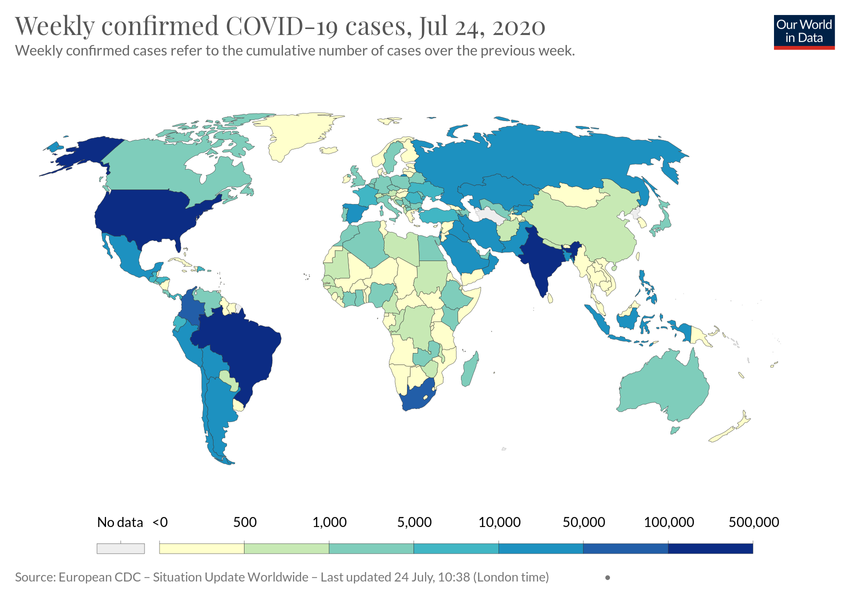 Weekly confirmed COVID-19 cases, Jul 24, 2020
Weekly confirmed cases refer to the cumulative number of cases over the previous week.
Our World
in Data
No data <0 500 1,000 5,000 10,000 50,000 100,000 500,000
Source: European CDC – Situation Update Worldwide – Last updated 24 July, 10:38 (London time) •